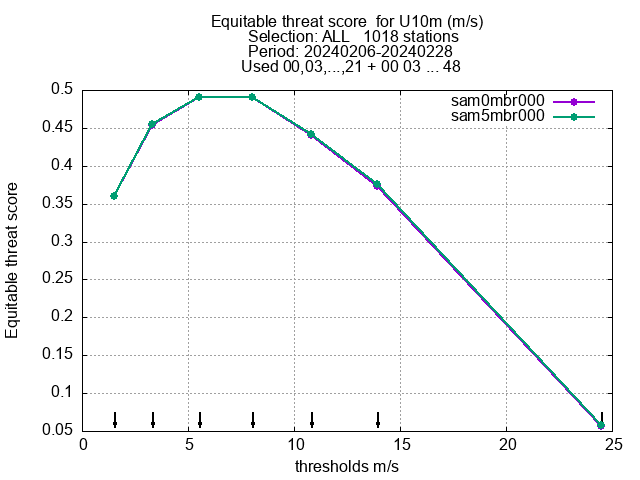 Equitable threat score  for U10m (m/s)
Selection: ALL   1018 stations
Period: 20240206-20240228
Used 00,03,...,21 + 00 03 ... 48
sam0mbr000
sam5mbr000
0.5
0.45
0.4
0.35
0.3
0.25
0.2
0.15
0.1
0.05
Equitable threat score
0 5 10 15 20 25
thresholds m/s